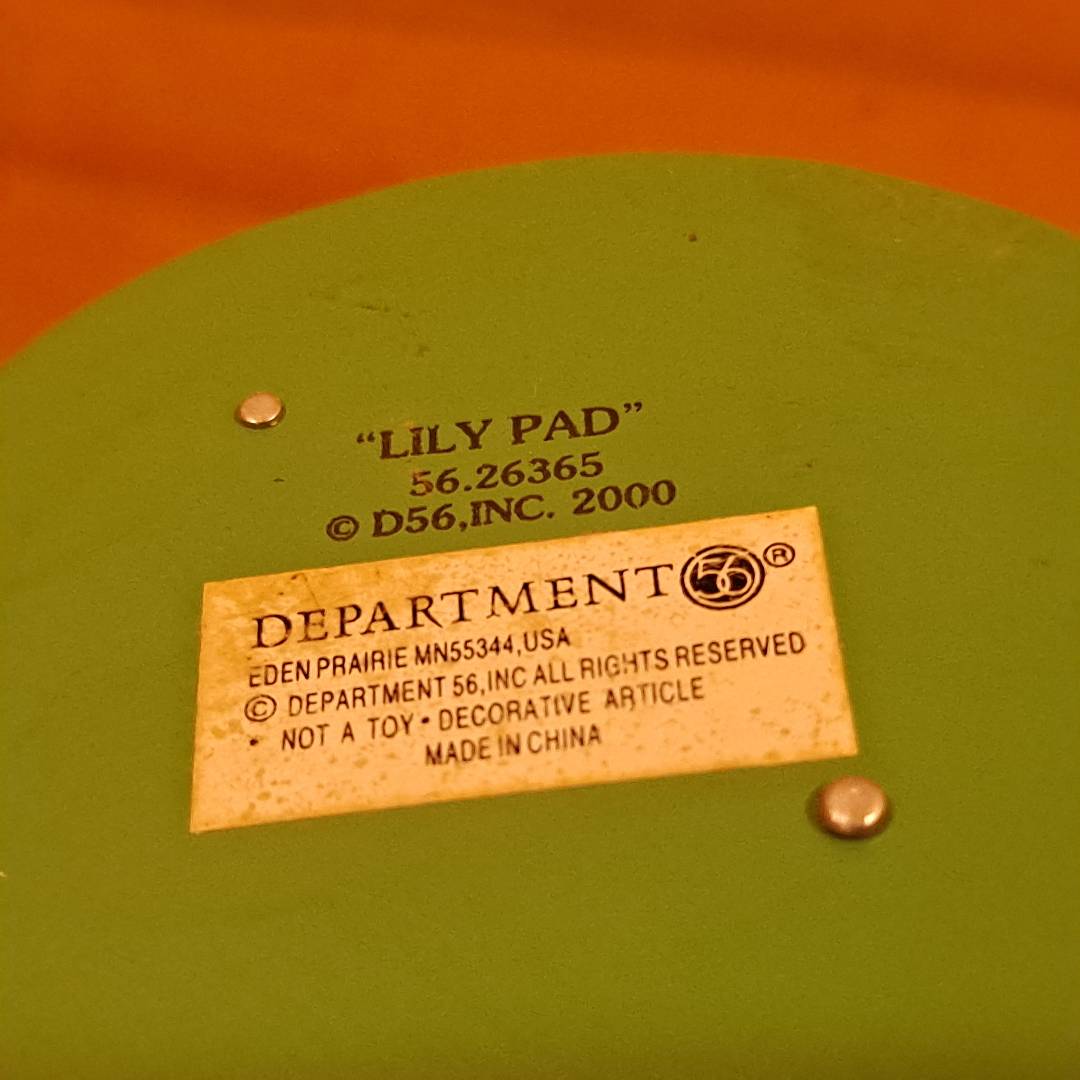 “LILY PAD”
56.26365
© D56,INC. 2000
DEPARTMENT 56®
EDEN PRAIRIE MN55344,USA
© DEPARTMENT 56,INC ALL RIGHTS RESERVED
• NOT A TOY • DECORATIVE ARTICLE
MADE IN CHINA